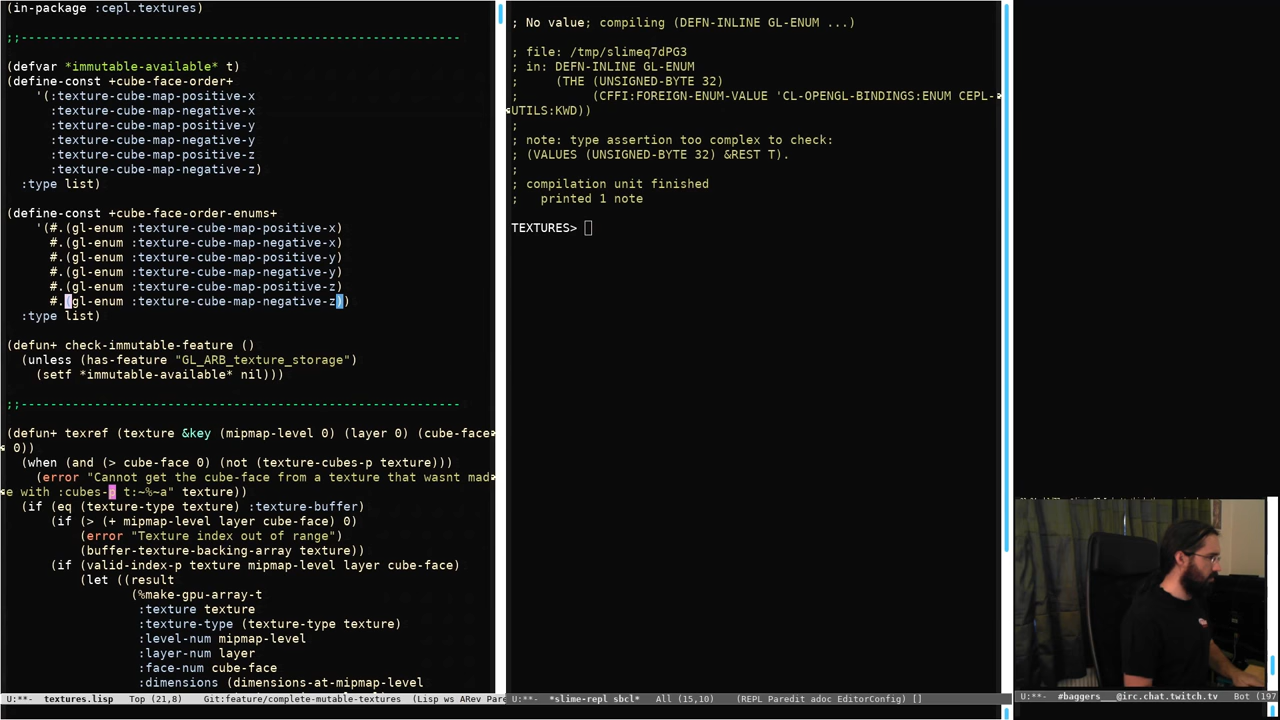 (in-package :cepl.textures)
;;------------------------------------------------------------
(defvar *immutable-available* t)
(define-const +cube-face-order+
'(:texture-cube-map-positive-x
:texture-cube-map-negative-x
:texture-cube-map-positive-y
:texture-cube-map-negative-y
:texture-cube-map-positive-z
:texture-cube-map-negative-z)
:type list)
(define-const +cube-face-order-enums+
'(#.(gl-enum :texture-cube-map-positive-x)
#.(gl-enum :texture-cube-map-negative-x)
#.(gl-enum :texture-cube-map-positive-y)
#.(gl-enum :texture-cube-map-negative-y)
#.(gl-enum :texture-cube-map-positive-z)
#.(gl-enum :texture-cube-map-negative-z))
:type list)
(defun+ check-immutable-feature ()
(unless (has-feature "GL_ARB_texture_storage")
(setf *immutable-available* nil)))
;;------------------------------------------------------------
(defun+ texref (texture &key (mipmap-level 0) (layer 0) (cube-face
0))
(when (and (> cube-face 0) (not (texture-cubes-p texture)))
(error "Cannot get the cube-face from a texture that wasnt mad
e with :cubes-p t:~%~a" texture))
(if (eq (texture-type texture) :texture-buffer)
(if (> (+ mipmap-level layer cube-face) 0)
(error "Texture index out of range")
(buffer-texture-backing-array texture))
(if (valid-index-p texture mipmap-level layer cube-face)
(let ((result
(%make-gpu-array-t
:texture texture
:texture-type (texture-type texture)
:level-num mipmap-level
:layer-num layer
:face-num cube-face
:dimensions (dimensions-at-mipmap-level
U:**-  textures.lisp   Top (21,8)    Git:feature/complete-mutable-textures  (Lisp ws ARev Pare
; No value; compiling (DEFN-INLINE GL-ENUM ...)
; file: /tmp/slimeq7dPG3
; in: DEFN-INLINE GL-ENUM
;     (THE (UNSIGNED-BYTE 32)
;          (CFFI:FOREIGN-ENUM-VALUE 'CL-OPENGL-BINDINGS:ENUM CEPL-
UTILS:KWD))
;
; note: type assertion too complex to check:
; (VALUES (UNSIGNED-BYTE 32) &REST T).
;
; compilation unit finished
;   printed 1 note
TEXTURES>
U:**-  *slime-repl sbcl*   All (15,10)    (REPL Paredit adoc EditorConfig) []
U:**-  #baggers___@irc.chat.twitch.tv   Bot (197